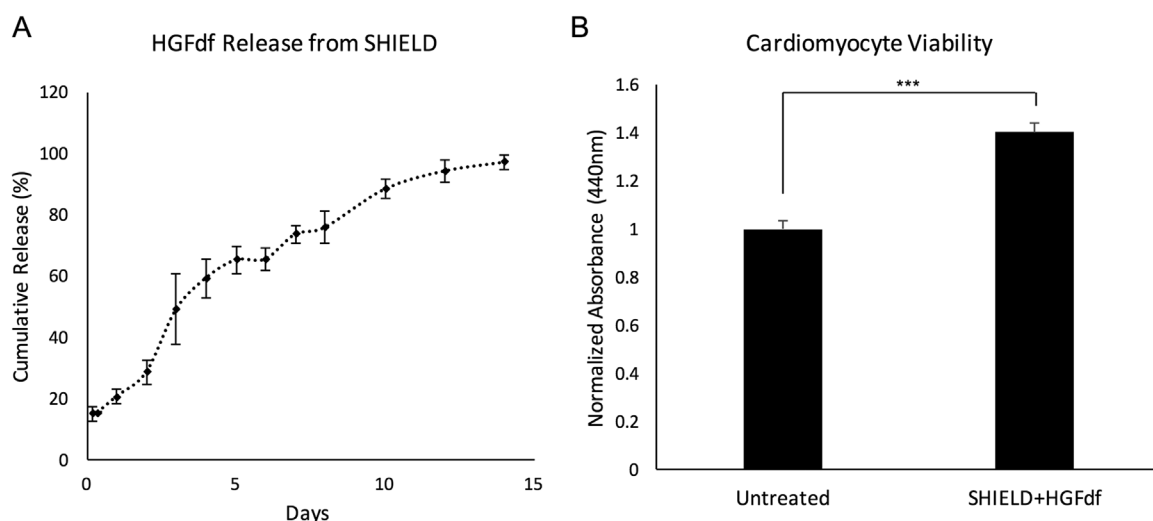 A
HGFdf Release from SHIELD
Cumulative Release (%)
120
100
80
60
40
20
0
0 5 10 15
Days
B
Cardiomyocyte Viability
Normalized Absorbance (440nm)
1.6
1.4
1.2
1
0.8
0.6
0.4
0.2
0
***
Untreated SHIELD+HGFdf